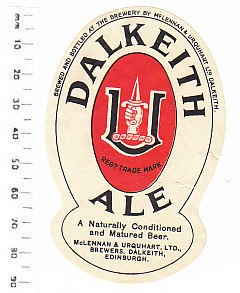 BREWED AND BOTTLED AT THE BREWERY BY McLENNAN & URQUHART LTD DALKEITH.
DALKEITH
U
REGD TRADE MARK
ALE
A Naturally Conditioned
and Matured Beer.
McLENNAN & URQUHART, LTD.,
BREWERS, DALKEITH,
EDINBURGH.
mm 10 20 30 40 50 60 70 80 90